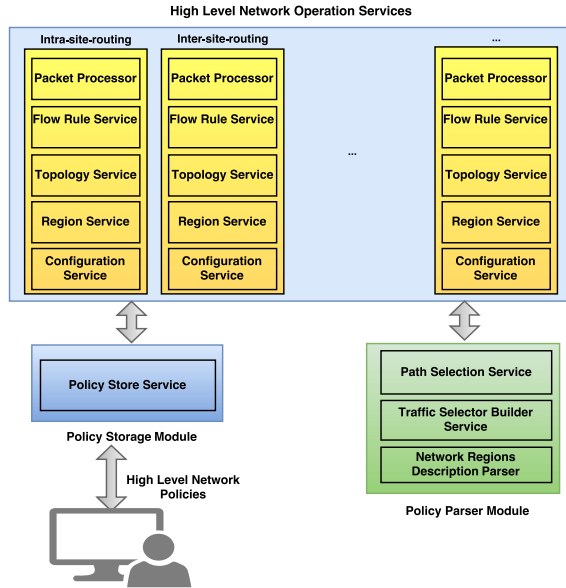 High Level Network Operation Services
Intra-site-routing
Inter-site-routing
...
Packet Processor
Flow Rule Service
Topology Service
Region Service
Configuration
Service
Packet Processor
Flow Rule Service
Topology Service
Region Service
Configuration
Service
...
Packet Processor
Flow Rule Service
Topology Service
Region Service
Configuration
Service
Policy Store Service
Policy Storage Module
High Level Network
Policies
Path Selection Service
Traffic Selector Builder
Service
Network Regions
Description Parser
Policy Parser Module